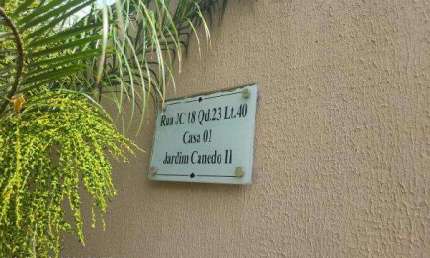 Rua JC 18 Qd.23 Lt.40
Casa 01
Jardim Canedo II